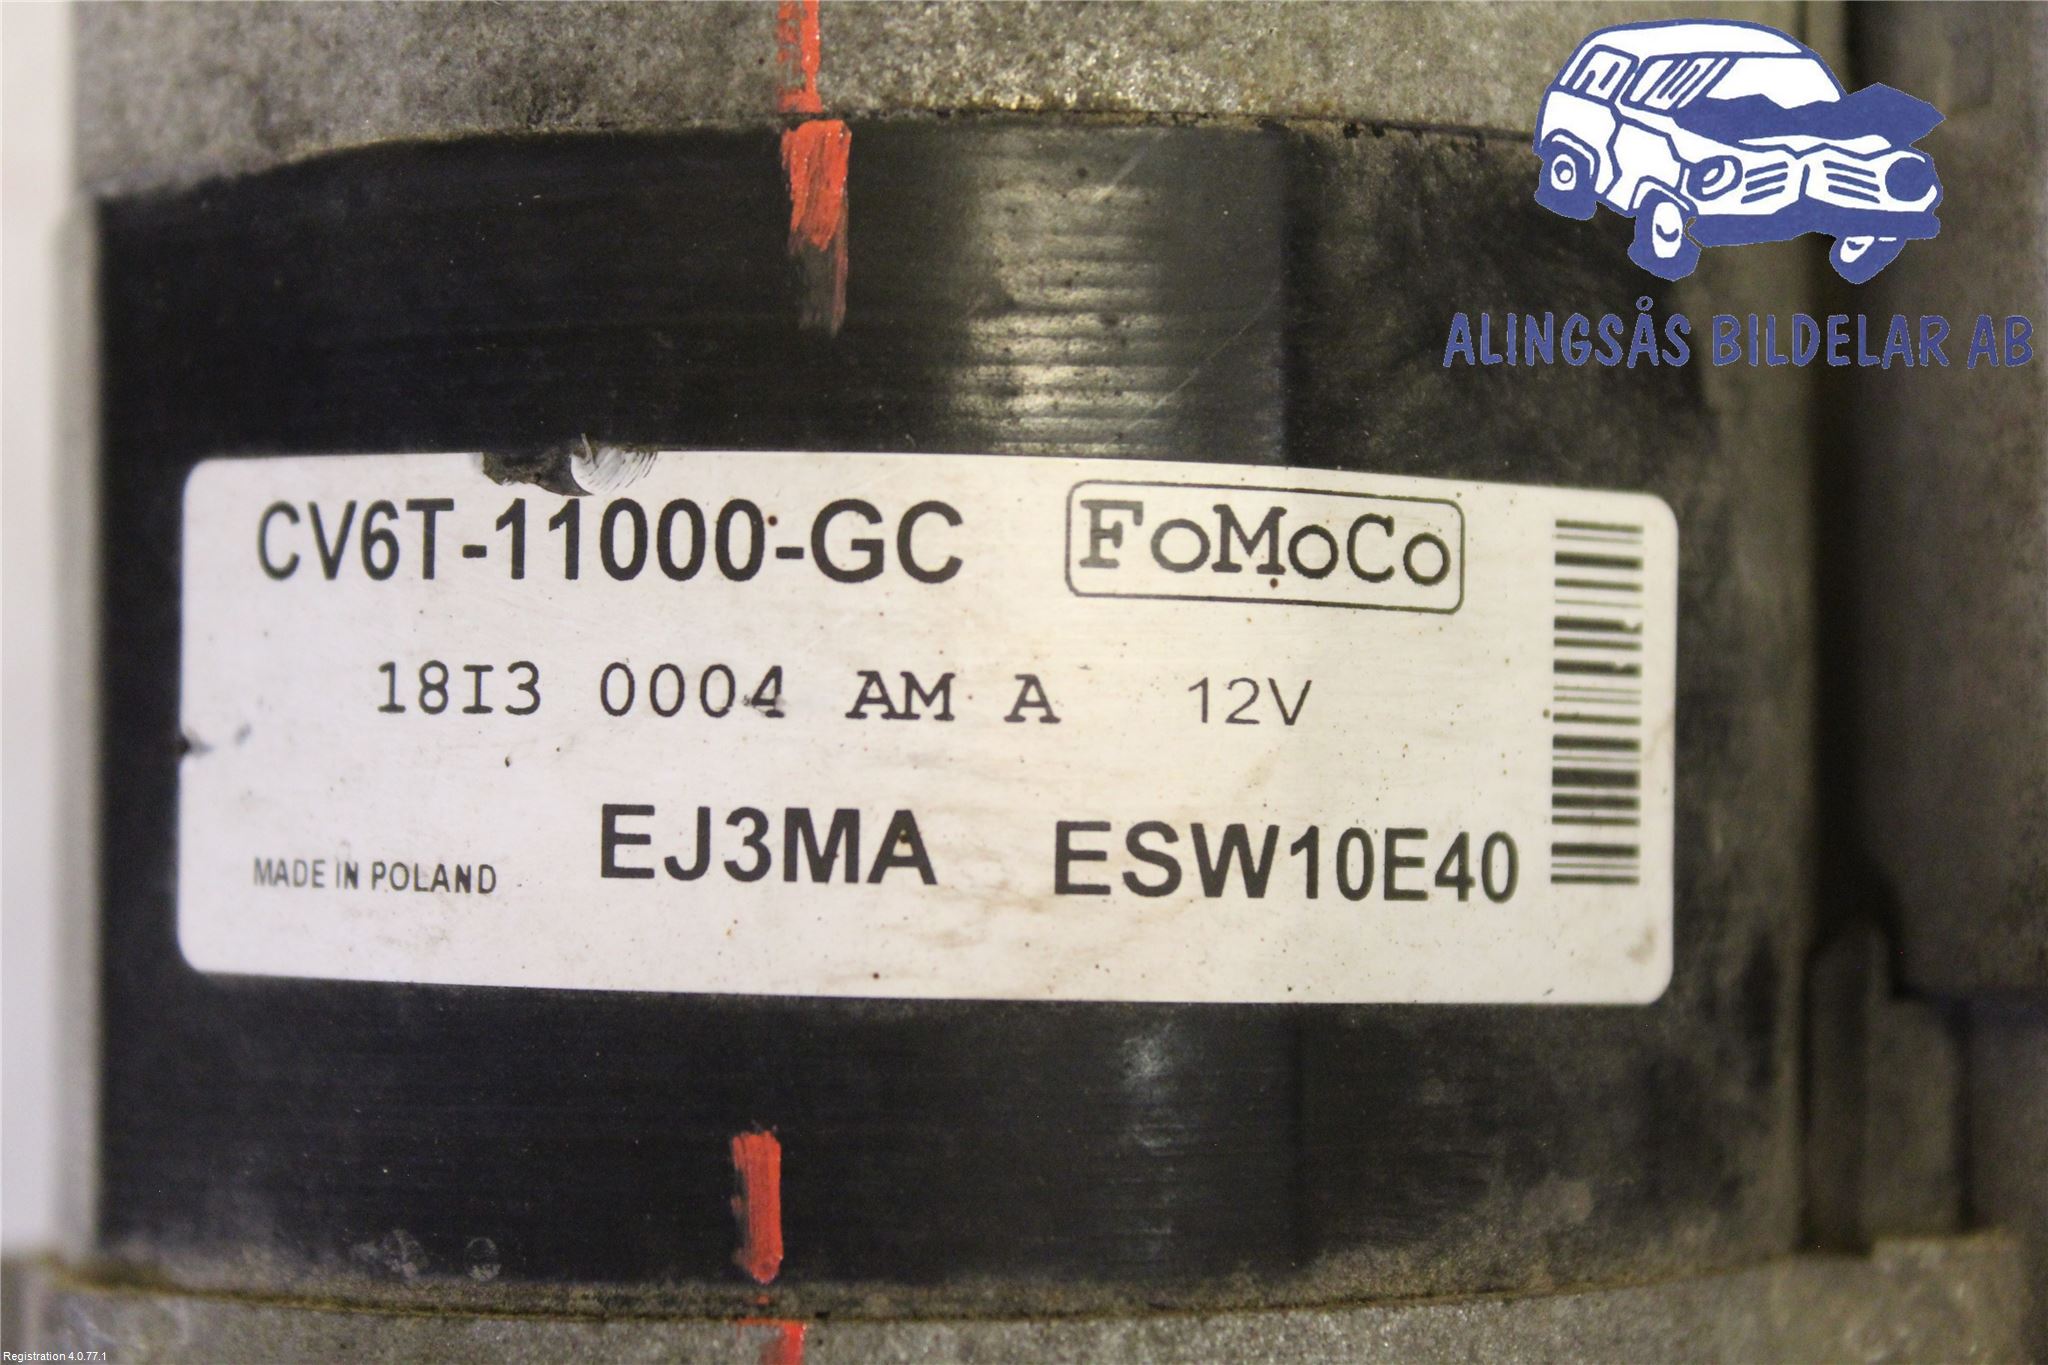 ALINGSÅS BILDELAR AB
CV6T-11000-GC FoMoCo
18I3 0004 AM A 12V
MADE IN POLAND EJ3MA ESW10E40
Registration 4.0.77.1